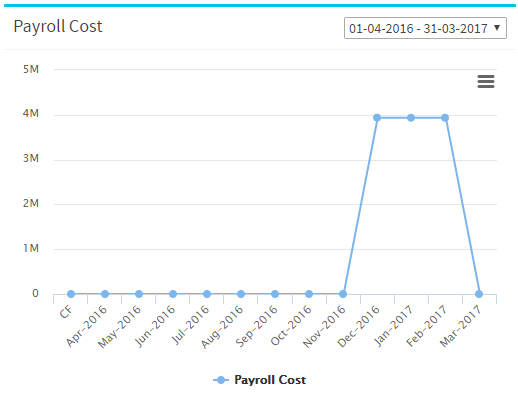 Payroll Cost
01-04-2016 - 31-03-2017
5M
4M
3M
2M
1M
0
CF
Apr-2016
May-2016
Jun-2016
Jul-2016
Aug-2016
Sep-2016
Oct-2016
Nov-2016
Dec-2016
Jan-2017
Feb-2017
Mar-2017
Payroll Cost